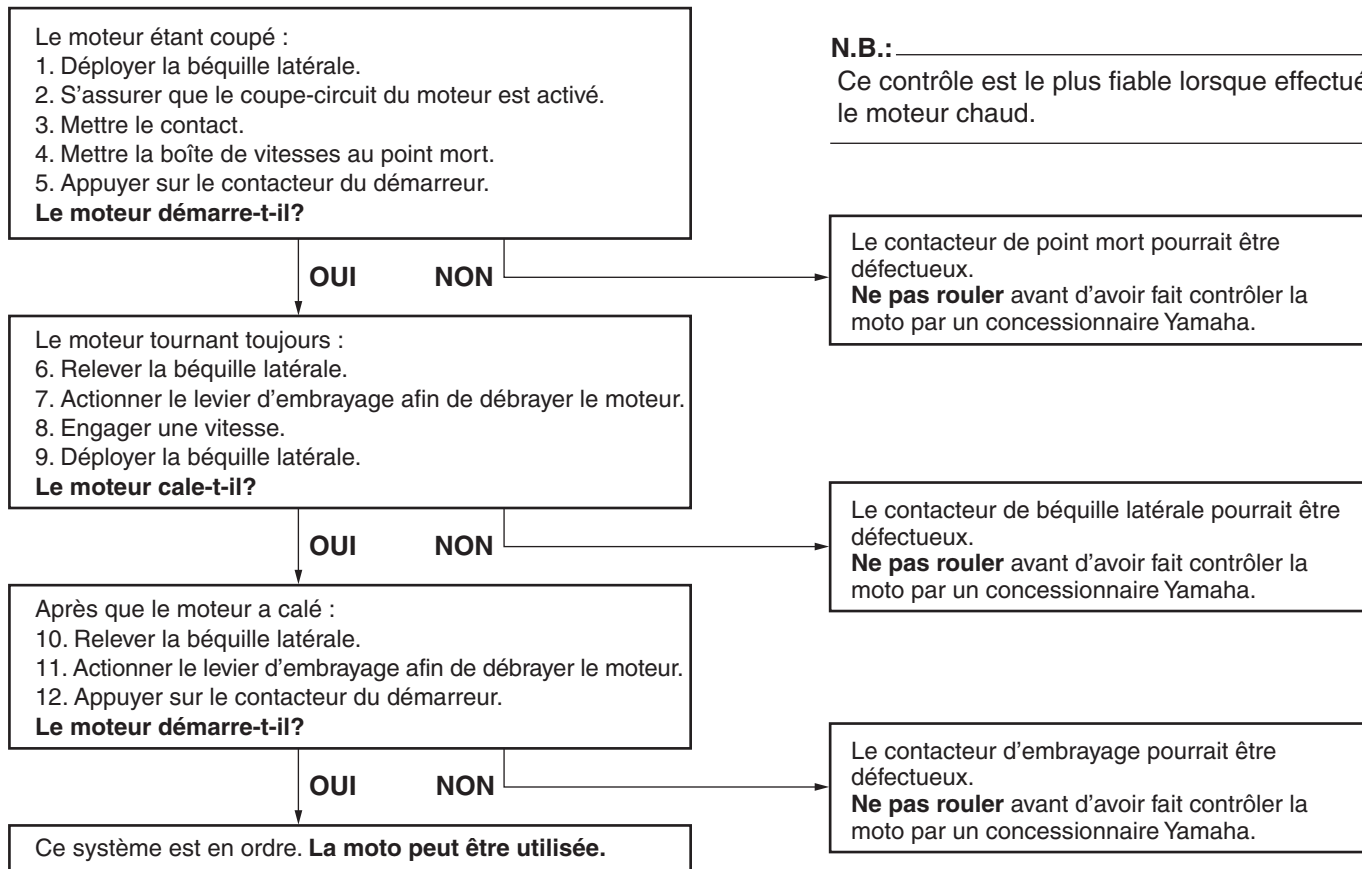 Le moteur étant coupé :
1. Déployer la béquille latérale.
2. S'assurer que le coupe-circuit du moteur est activé.
3. Mettre le contact.
4. Mettre la boîte de vitesses au point mort.
5. Appuyer sur le contacteur du démarreur.
Le moteur démarre-t-il?
N.B.:
Ce contrôle est le plus fiable lorsque effectué
le moteur chaud.
OUI NON
Le contacteur de point mort pourrait être
défectueux.
Ne pas rouler avant d'avoir fait contrôler la
moto par un concessionnaire Yamaha.
Le moteur tournant toujours :
6. Relever la béquille latérale.
7. Actionner le levier d'embrayage afin de débrayer le moteur.
8. Engager une vitesse.
9. Déployer la béquille latérale.
Le moteur cale-t-il?
OUI NON
Le contacteur de béquille latérale pourrait être
défectueux.
Ne pas rouler avant d'avoir fait contrôler la
moto par un concessionnaire Yamaha.
Après que le moteur a calé :
10. Relever la béquille latérale.
11. Actionner le levier d'embrayage afin de débrayer le moteur.
12. Appuyer sur le contacteur du démarreur.
Le moteur démarre-t-il?
OUI NON
Le contacteur d'embrayage pourrait être
défectueux.
Ne pas rouler avant d'avoir fait contrôler la
moto par un concessionnaire Yamaha.
Ce système est en ordre. La moto peut être utilisée.